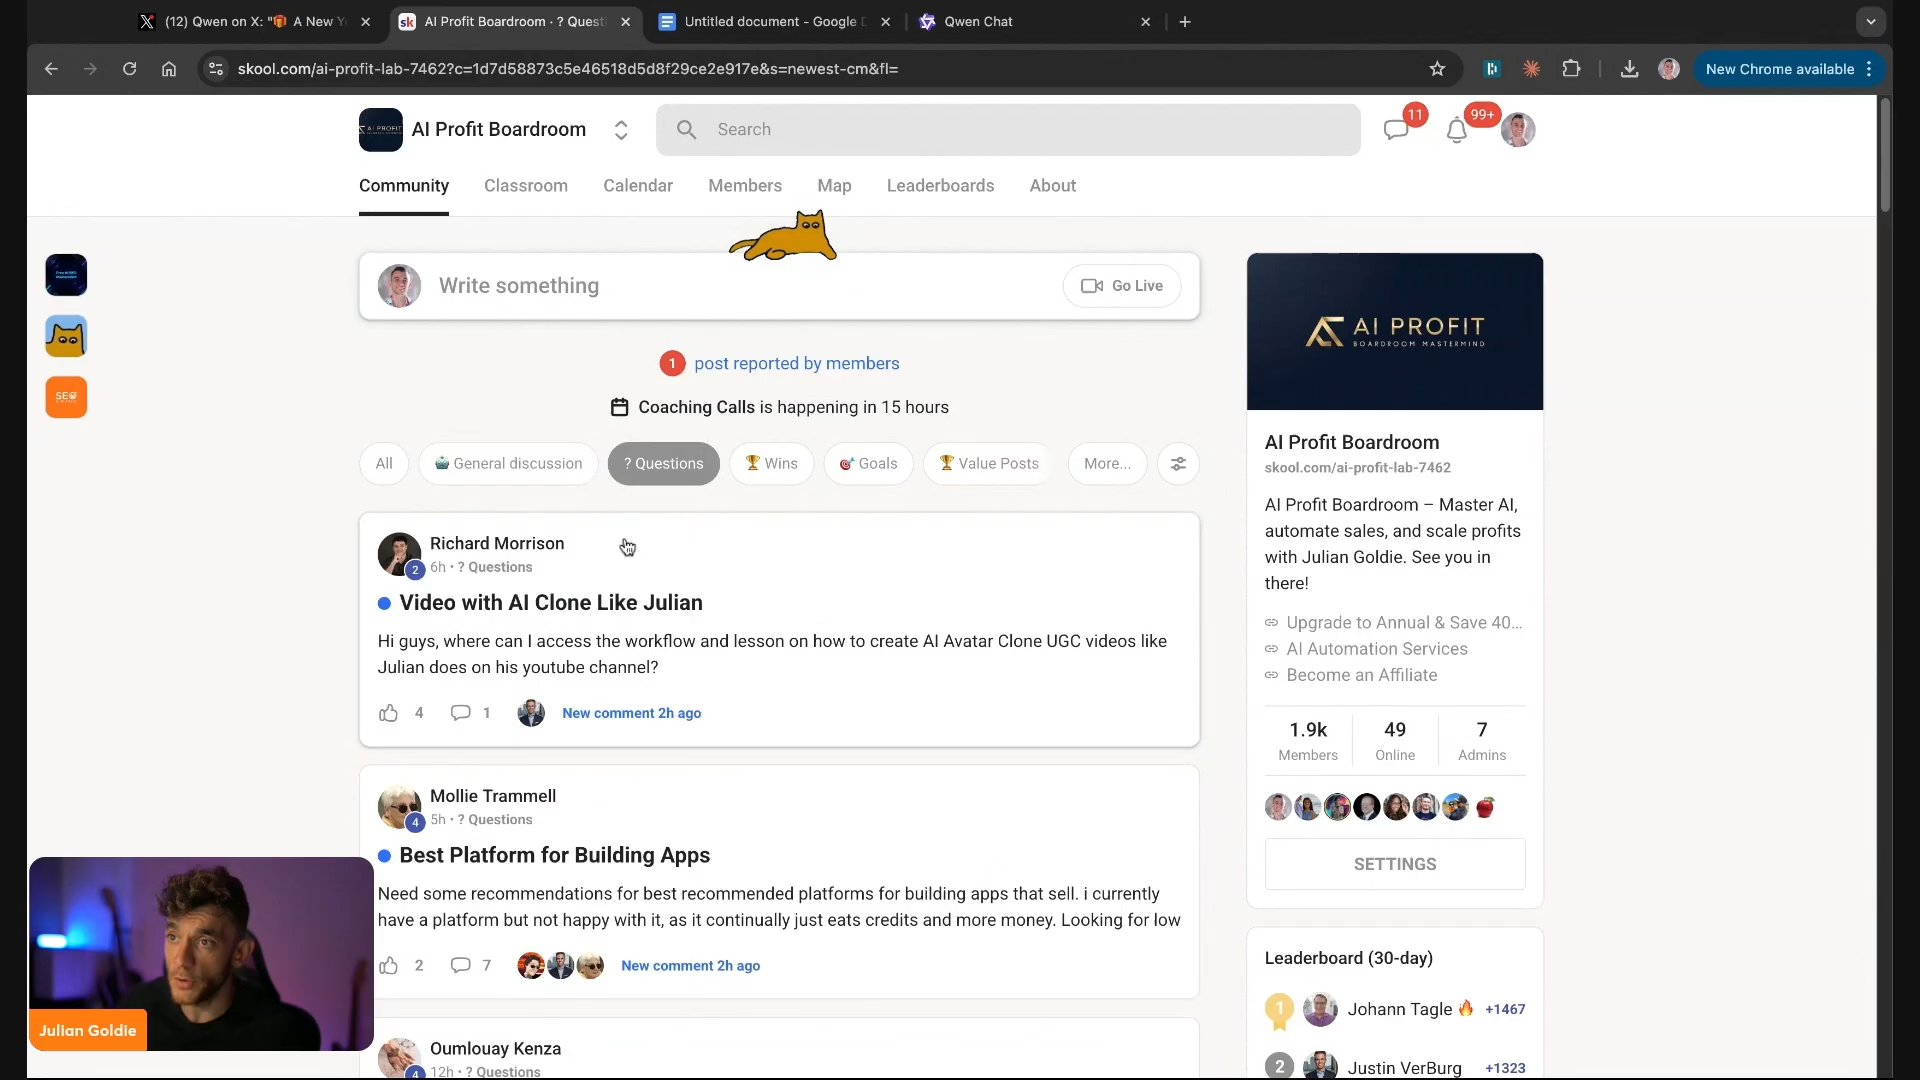 (12) Qwen on X: "🎁 A New Y
AI Profit Boardroom · ? Quest
Untitled document - Google D
Qwen Chat
skool.com/ai-profit-lab-7462?c=1d7d58873c5e46518d5d8f29ce2e917e&s=newest-cm&fl=
New Chrome available
AI PROFIT
AI Profit Boardroom
Search
11
99+
Community
Classroom
Calendar
Members
Map
Leaderboards
About
Write something
Go Live
1 post reported by members
Coaching Calls is happening in 15 hours
All
🤖 General discussion
? Questions
🏆 Wins
🎯 Goals
🏆 Value Posts
More...
Richard Morrison
2
6h • ? Questions
Video with AI Clone Like Julian
Hi guys, where can I access the workflow and lesson on how to create AI Avatar Clone UGC videos like
Julian does on his youtube channel?
4
1
New comment 2h ago
Mollie Trammell
4
5h • ? Questions
Best Platform for Building Apps
Need some recommendations for best recommended platforms for building apps that sell. i currently
have a platform but not happy with it, as it continually just eats credits and more money. Looking for low
2
7
New comment 2h ago
Oumlouay Kenza
4
12h • ? Questions
AI PROFIT
BOARDROOM MASTERMIND
AI Profit Boardroom
skool.com/ai-profit-lab-7462
AI Profit Boardroom – Master AI,
automate sales, and scale profits
with Julian Goldie. See you in
there!
Upgrade to Annual & Save 40...
AI Automation Services
Become an Affiliate
1.9k
49
7
Members
Online
Admins
SETTINGS
Leaderboard (30-day)
1 Johann Tagle 🔥 +1467
2 Justin VerBurg +1323
SEO
Julian Goldie